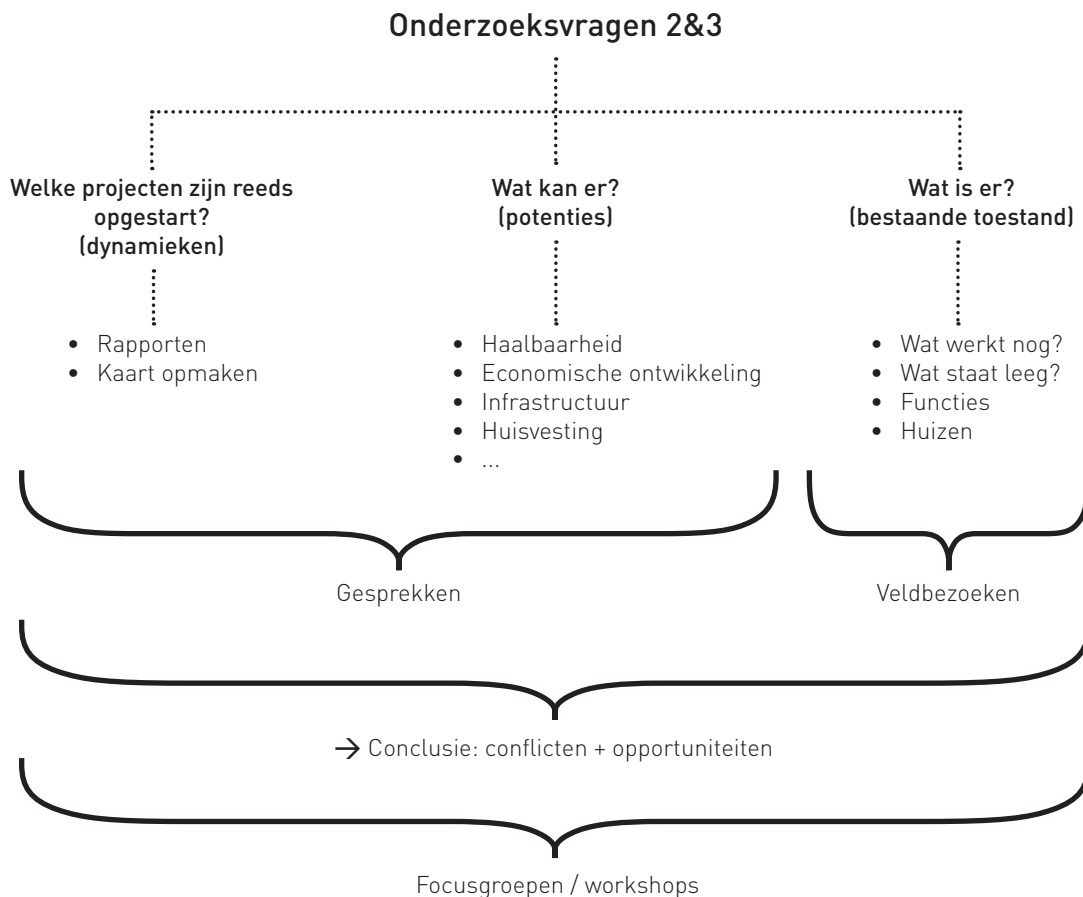 Onderzoeksvragen 2&3
Welke projecten zijn reeds
opgestart?
(dynamieken)
• Rapporten
• Kaart opmaken
Wat kan er?
(potenties)
• Haalbaarheid
• Economische ontwikkeling
• Infrastructuur
• Huisvesting
• ...
Wat is er?
(bestaande toestand)
• Wat werkt nog?
• Wat staat leeg?
• Functies
• Huizen
Gesprekken
Veldbezoeken
→ Conclusie: conflicten + opportuniteiten
Focusgroepen / workshops